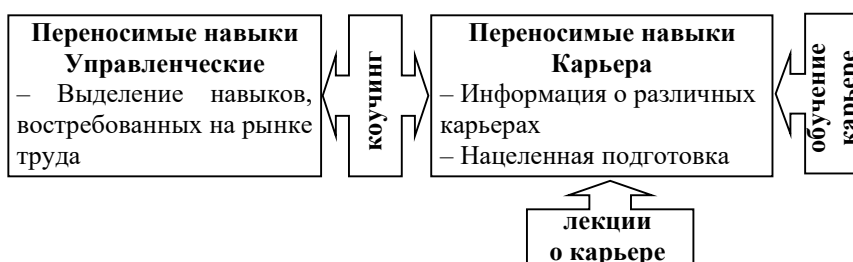 Переносимые навыки
Управленческие
– Выделение навыков,
востребованных на рынке
труда
коучинг
Переносимые навыки
Карьера
– Информация о различных
карьерах
– Нацеленная подготовка
обучение
карьере
лекции
о карьере